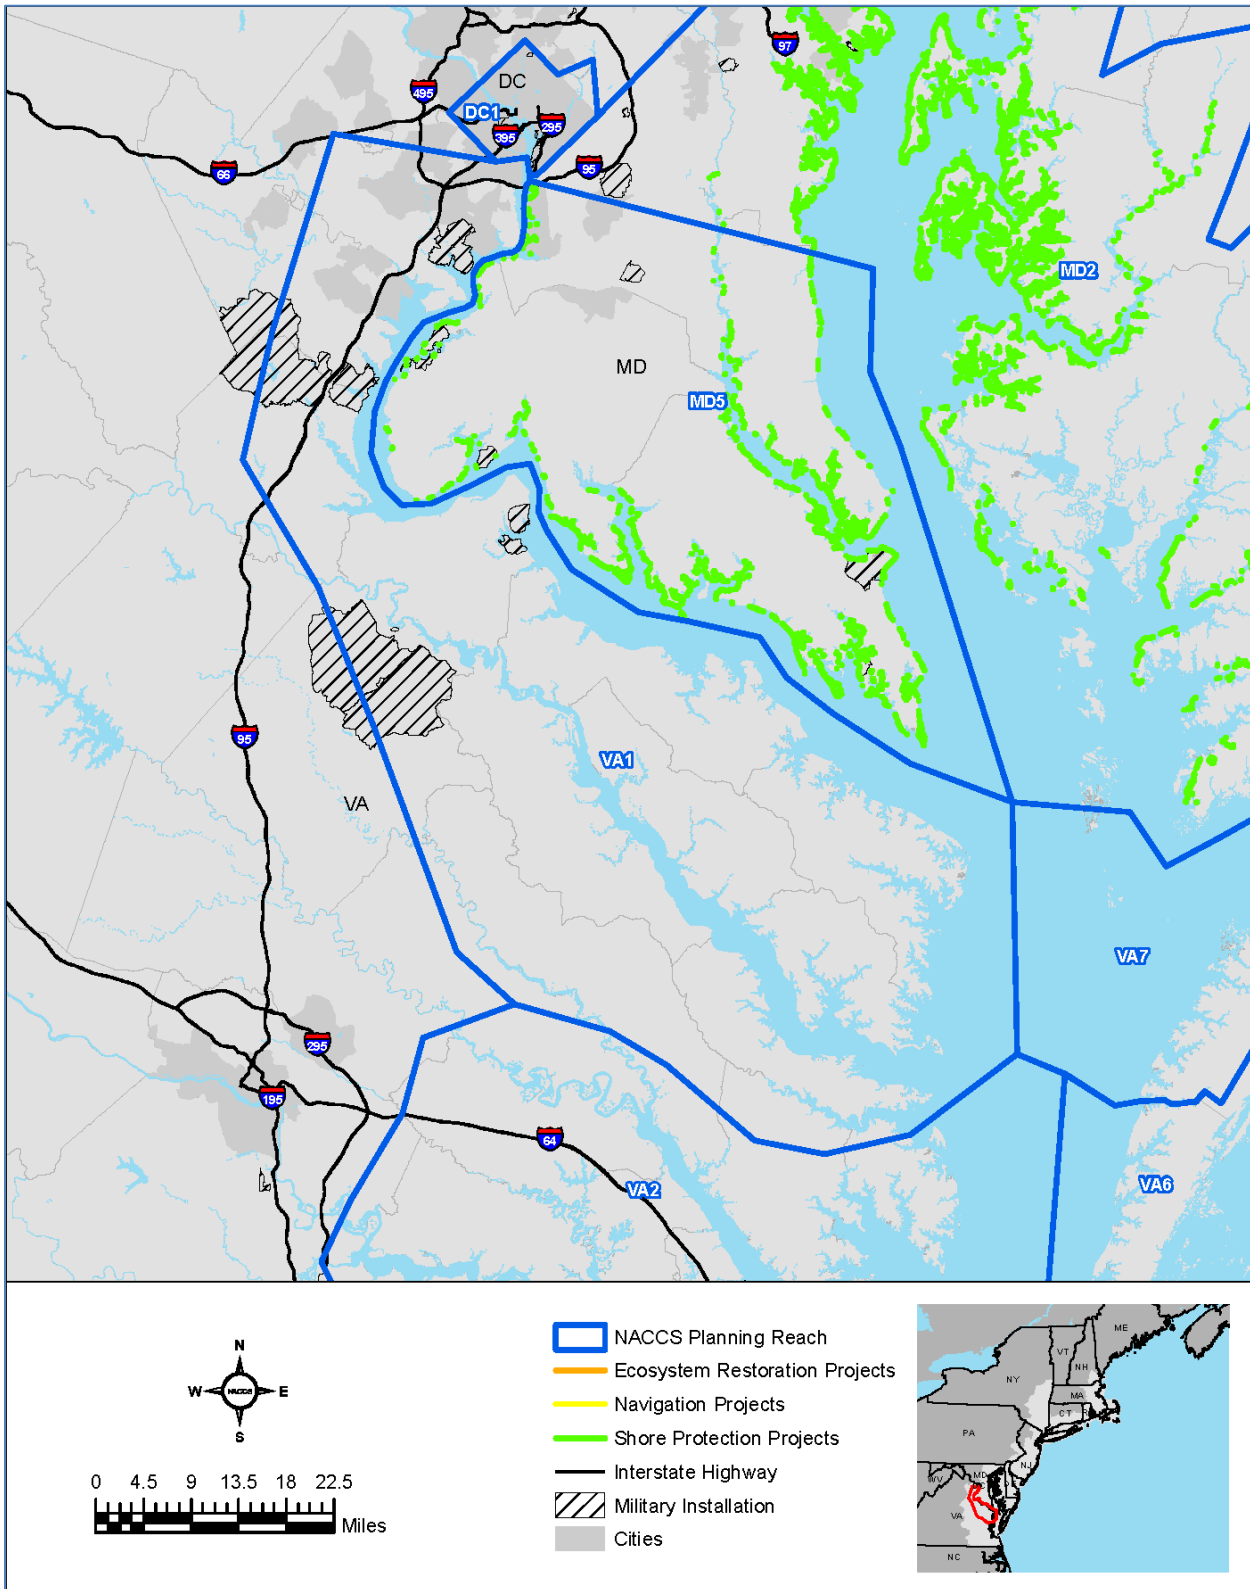 97
DC
495
DC1
295
395
95
66
MD2
MD
MD5
95
VA1
VA
VA7
295
195
64
VA2
VA6
N
W NACCS E
S
0 4.5 9 13.5 18 22.5
Miles
NACCS Planning Reach
Ecosystem Restoration Projects
Navigation Projects
Shore Protection Projects
Interstate Highway
Military Installation
Cities
ME
VT
NH
NY
MA
CT
PA
NJ
MD
WV
VA
NC